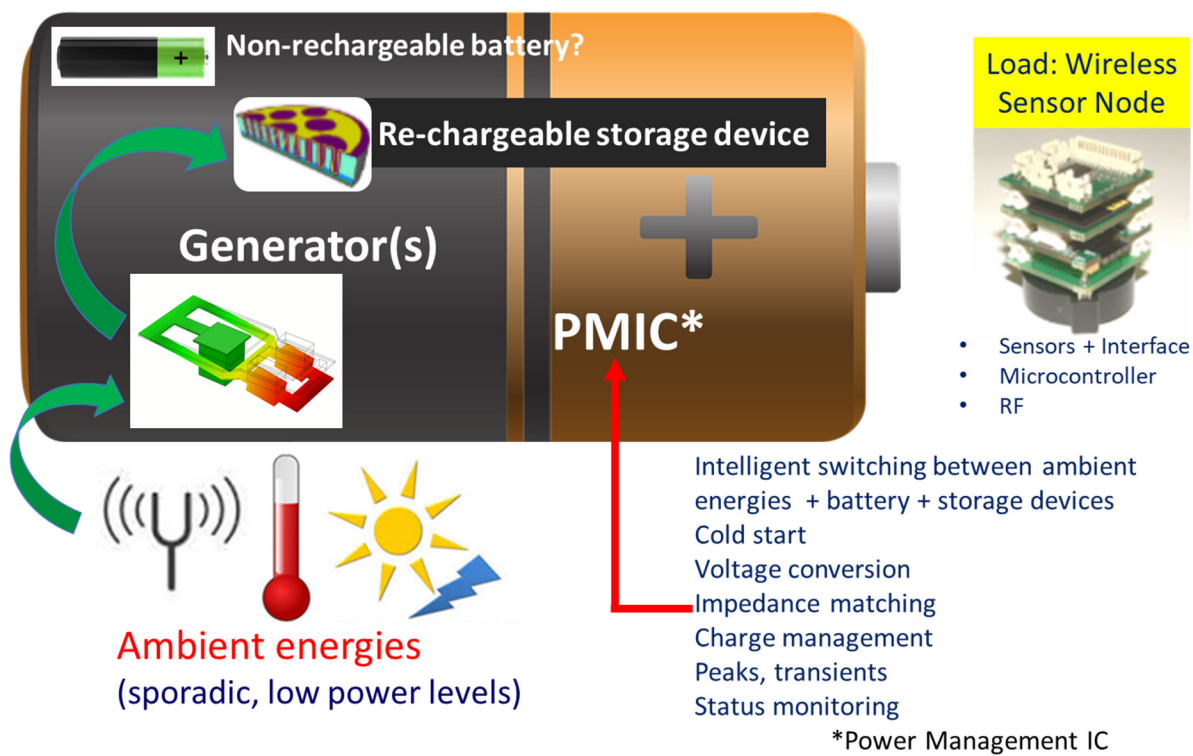 Non-rechargeable battery?
+
Re-chargeable storage device
Generator(s)
PMIC*
Load: Wireless
Sensor Node
• Sensors + Interface
• Microcontroller
• RF
Ambient energies
(sporadic, low power levels)
Intelligent switching between ambient
energies + battery + storage devices
Cold start
Voltage conversion
Impedance matching
Charge management
Peaks, transients
Status monitoring
*Power Management IC